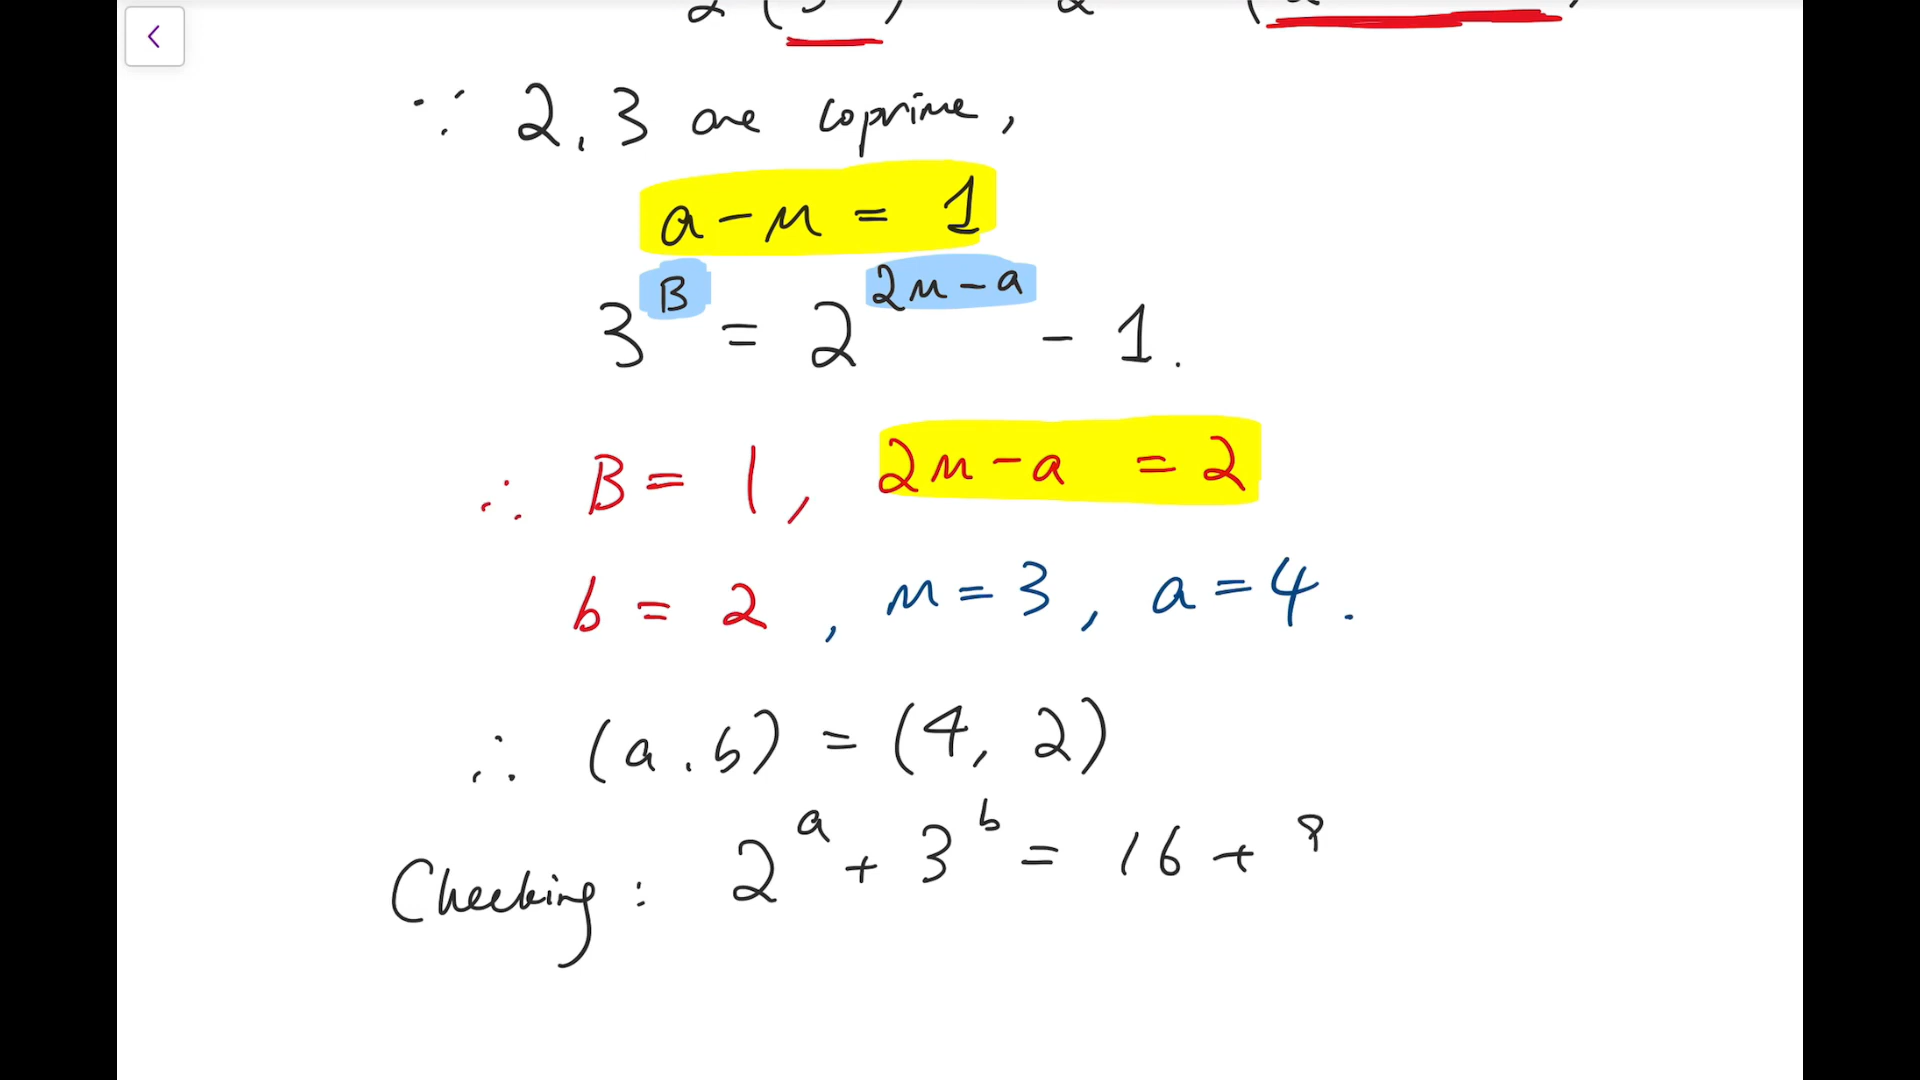 ∵ 2, 3 are coprime,
a - m = 1
3^B = 2^(2m-a) - 1.
∴ B = 1, 2m - a = 2
b = 2, m = 3, a = 4.
∴ (a, b) = (4, 2)
Checking: 2^a + 3^b = 16 + 9